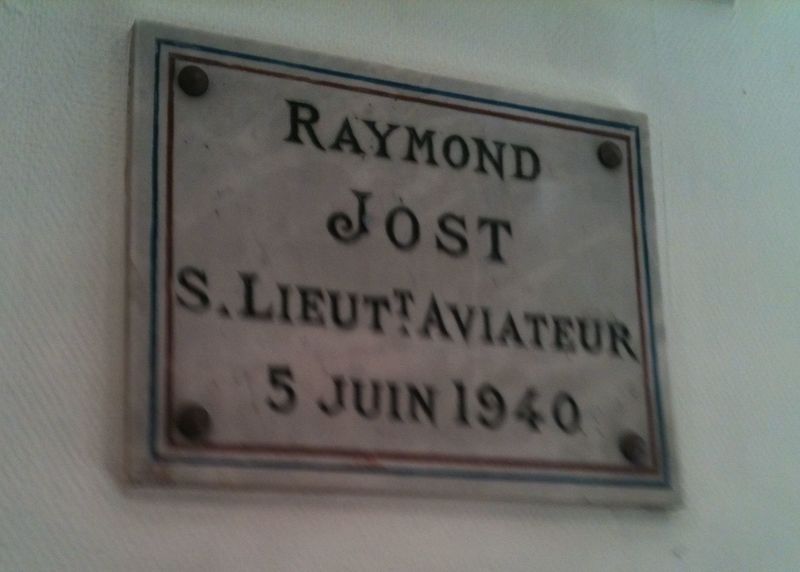 RAYMOND
JOST
S. LIEUTT. AVIATEUR
5 JUIN 1940